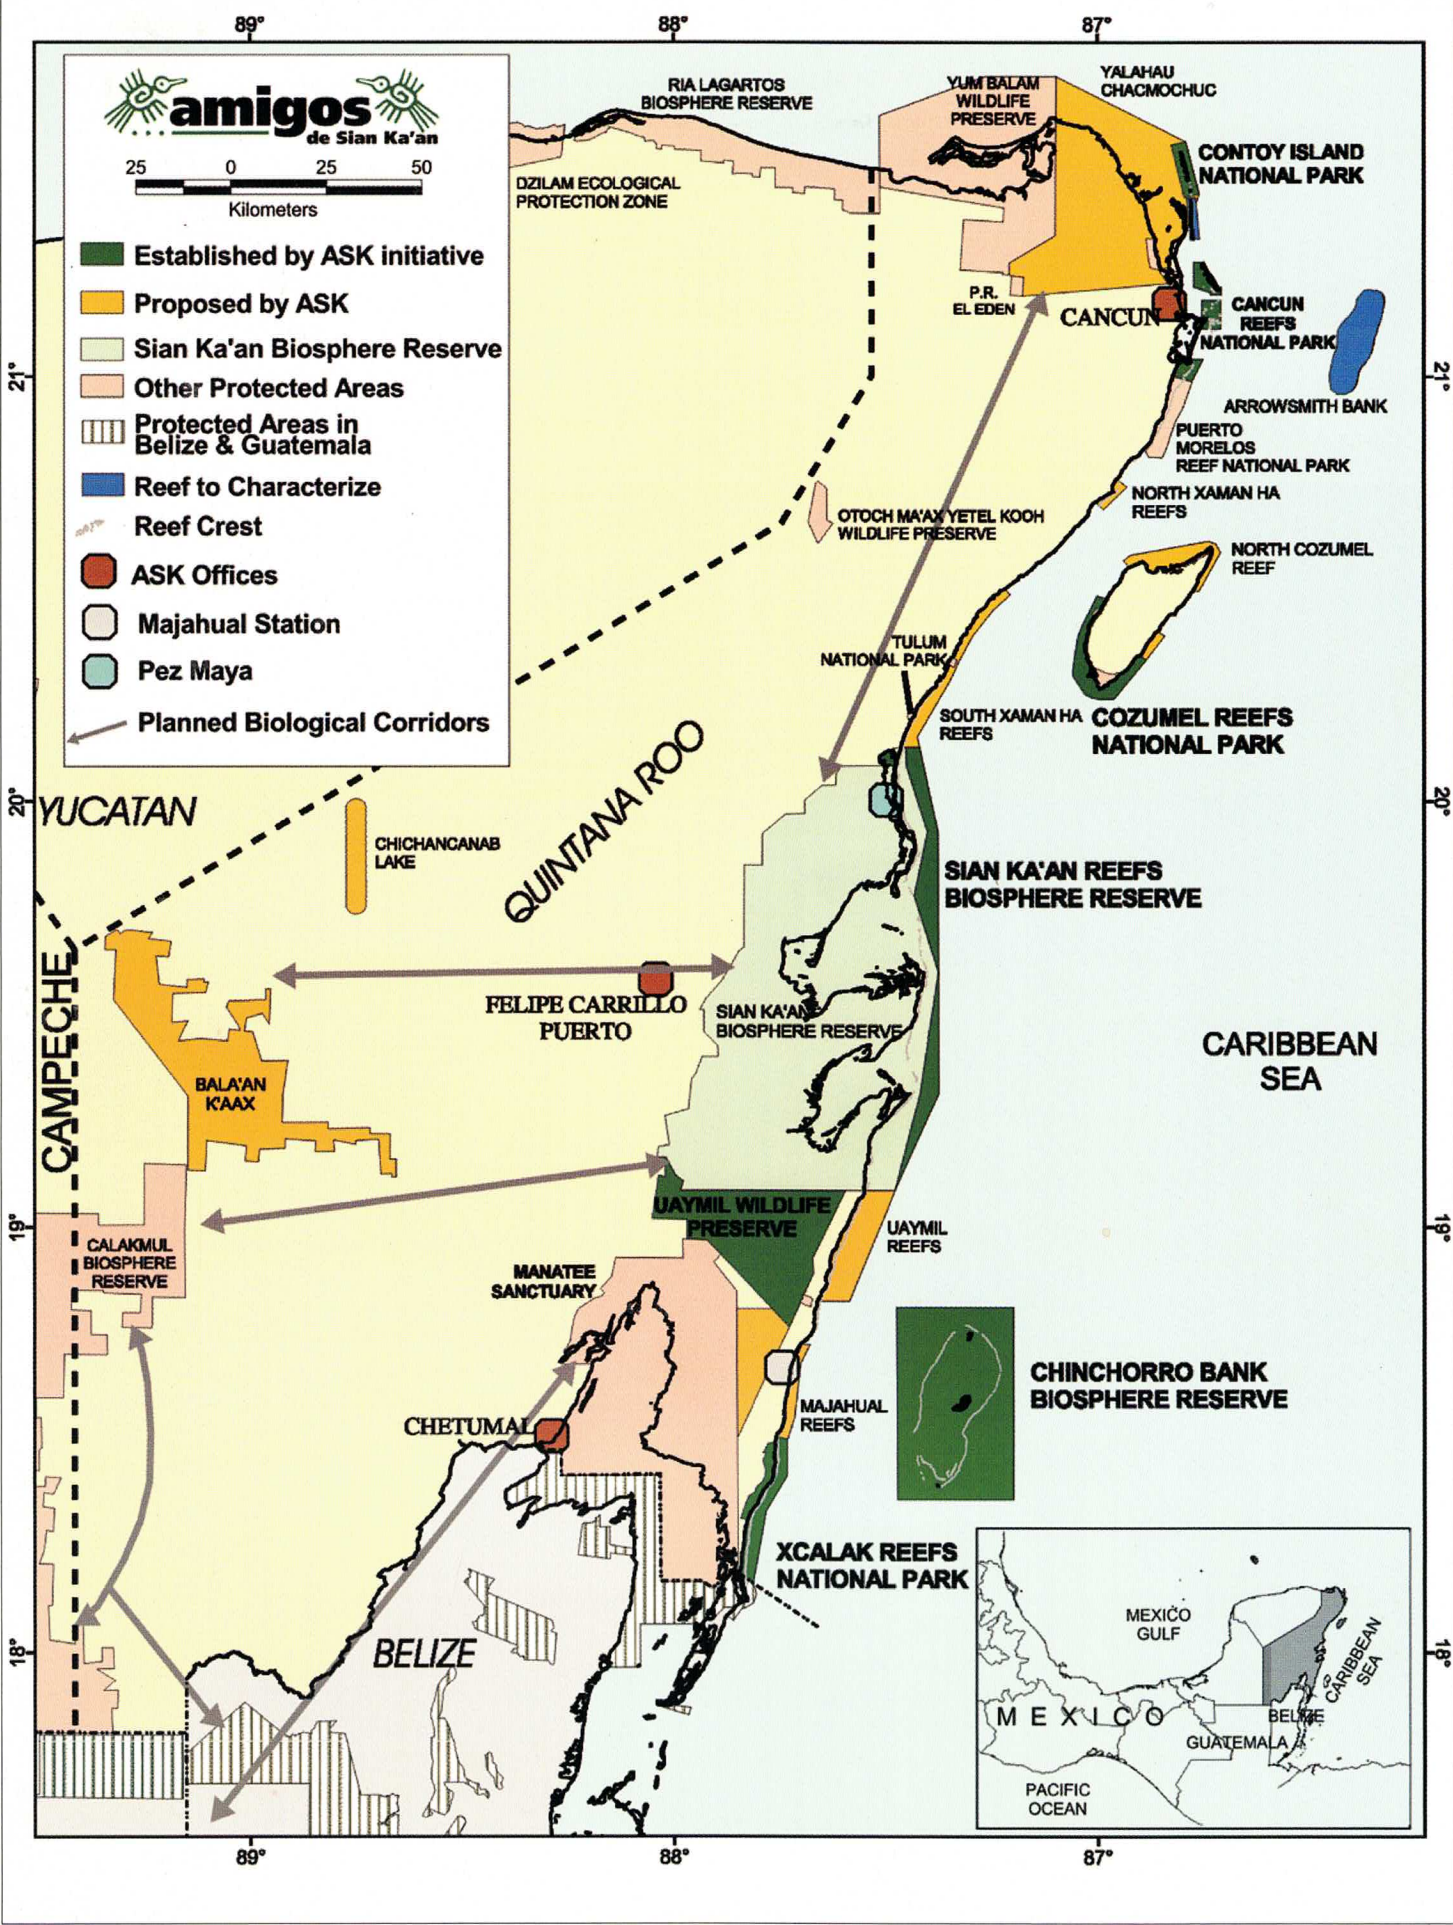 89°
88°
87°
amigos
de Sian Ka'an
25 0 25 50
Kilometers
Established by ASK initiative
Proposed by ASK
Sian Ka'an Biosphere Reserve
Other Protected Areas
Protected Areas in
Belize & Guatemala
Reef to Characterize
Reef Crest
ASK Offices
Majahual Station
Pez Maya
Planned Biological Corridors
RIA LAGARTOS
BIOSPHERE RESERVE
YUM BALAM
WILDLIFE
PRESERVE
YALAHAU
CHACMOCHUC
CONTOY ISLAND
NATIONAL PARK
DZILAM ECOLOGICAL
PROTECTION ZONE
P.R.
EL EDEN
CANCUN
CANCUN
REEFS
NATIONAL PARK
21°
21°
ARROWSMITH BANK
PUERTO
MORELOS
REEF NATIONAL PARK
NORTH XAMAN HA
REEFS
OTOCH MA'AX YETEL KOOH
WILDLIFE PRESERVE
NORTH COZUMEL
REEF
TULUM
NATIONAL PARK
SOUTH XAMAN HA
REEFS
COZUMEL REEFS
NATIONAL PARK
20°
20°
YUCATAN
QUINTANA ROO
CHICHANCANAB
LAKE
SIAN KA'AN REEFS
BIOSPHERE RESERVE
CAMPECHE
FELIPE CARRILLO
PUERTO
SIAN KA'AN
BIOSPHERE RESERVE
CARIBBEAN
SEA
BALA'AN
K'AAX
19°
19°
UAYMIL WILDLIFE
PRESERVE
UAYMIL
REEFS
CALAKMUL
BIOSPHERE
RESERVE
MANATEE
SANCTUARY
CHINCHORRO BANK
BIOSPHERE RESERVE
MAJAHUAL
REEFS
CHETUMAL
XCALAK REEFS
NATIONAL PARK
18°
18°
BELIZE
MEXICO
GULF
CARIBBEAN
SEA
MEXICO
BELIZE
GUATEMALA
PACIFIC
OCEAN
89°
88°
87°